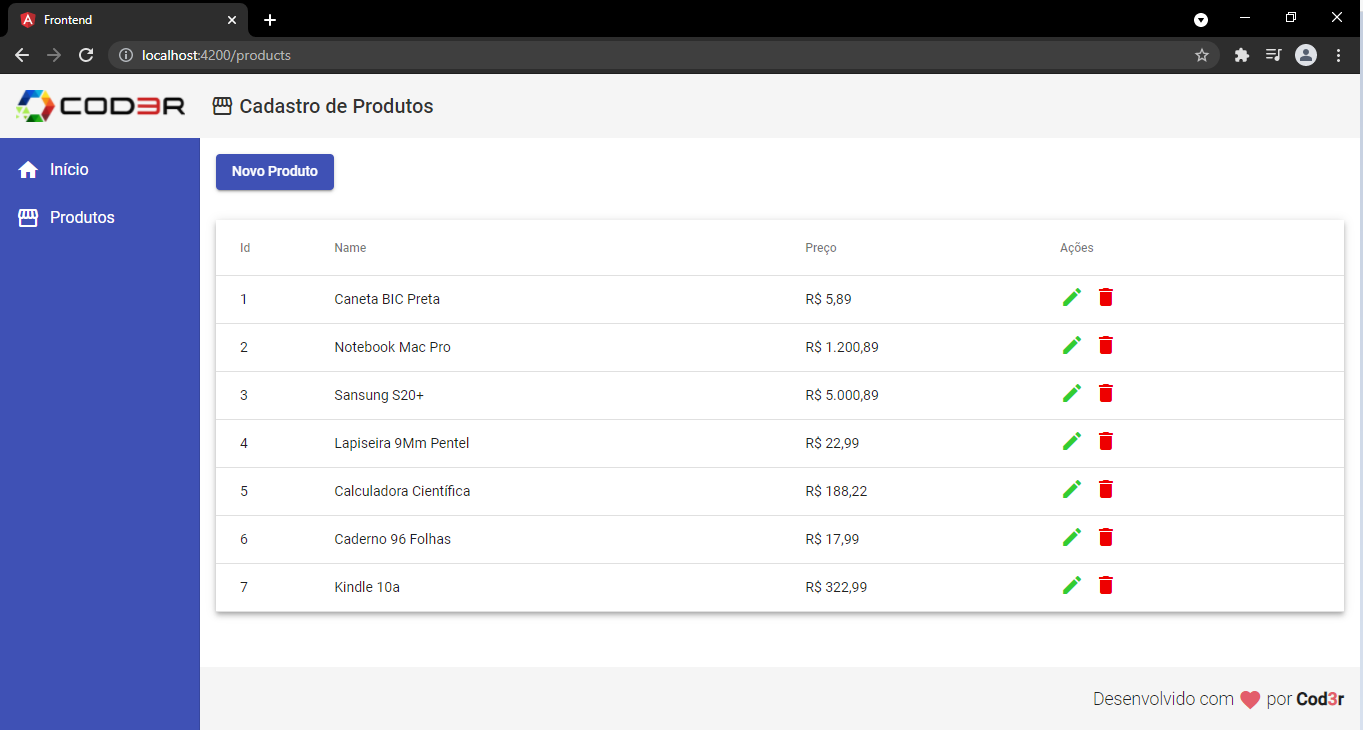 Frontend
localhost:4200/products
COD3R
Cadastro de Produtos
Início
Produtos
Novo Produto
Id Name Preço Ações
1 Caneta BIC Preta R$ 5,89
2 Notebook Mac Pro R$ 1.200,89
3 Sansung S20+ R$ 5.000,89
4 Lapiseira 9Mm Pentel R$ 22,99
5 Calculadora Científica R$ 188,22
6 Caderno 96 Folhas R$ 17,99
7 Kindle 10a R$ 322,99
Desenvolvido com por Cod3r